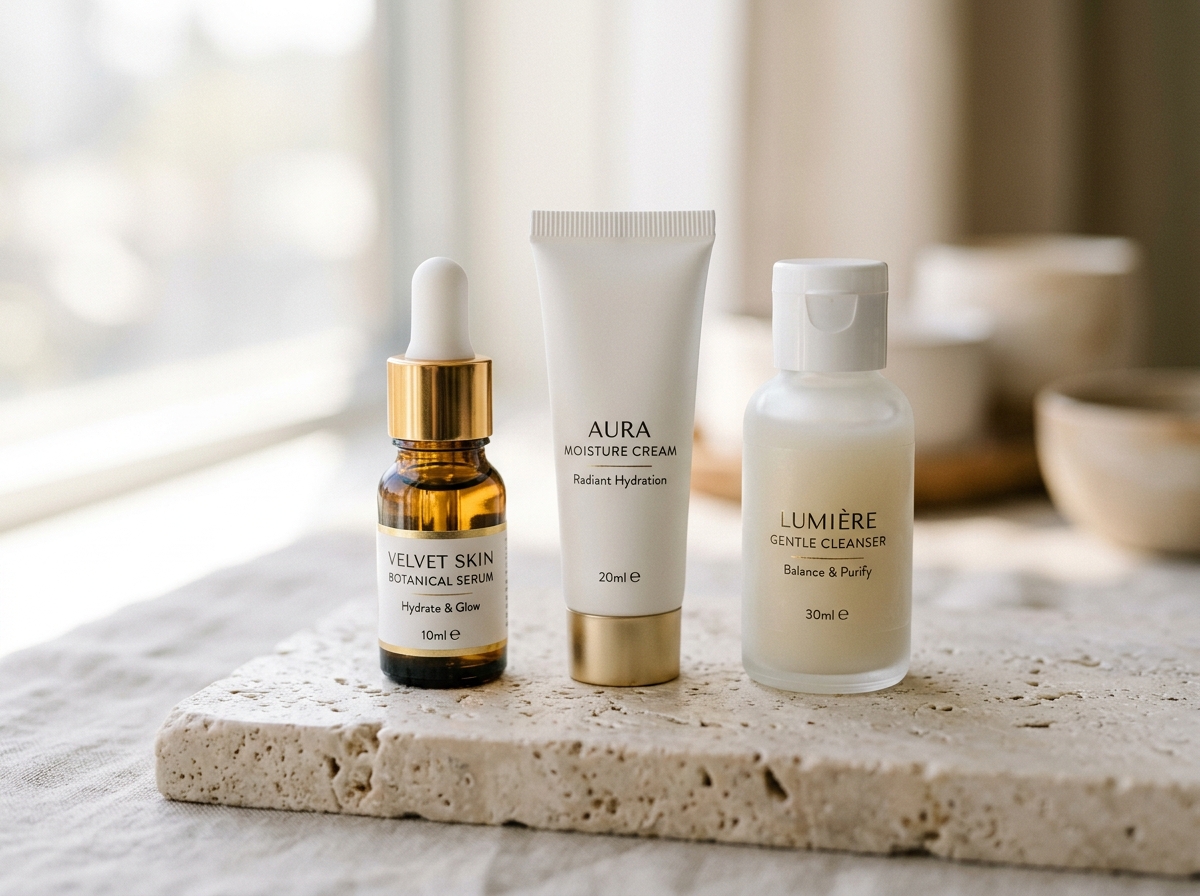 VELVET SKIN
BOTANICAL SERUM
Hydrate & Glow
10ml ℮
AURA
MOISTURE CREAM
Radiant Hydration
20ml ℮
LUMIÈRE
GENTLE CLEANSER
Balance & Purify
30ml ℮